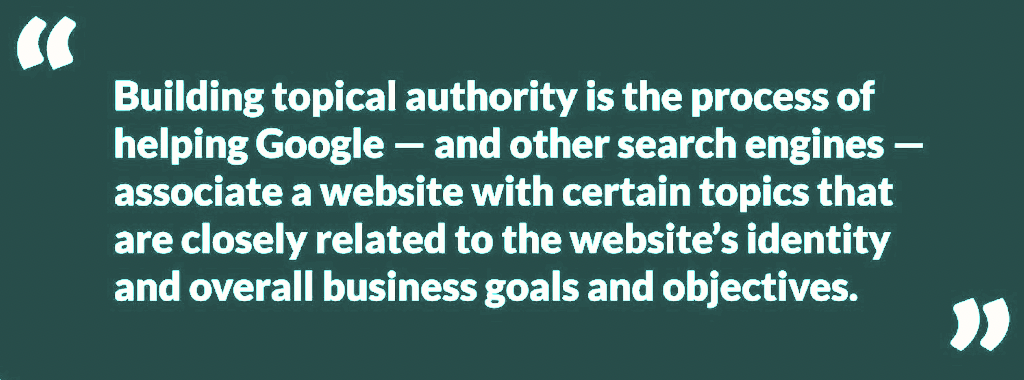 “
Building topical authority is the process of
helping Google — and other search engines —
associate a website with certain topics that
are closely related to the website’s identity
and overall business goals and objectives.
”